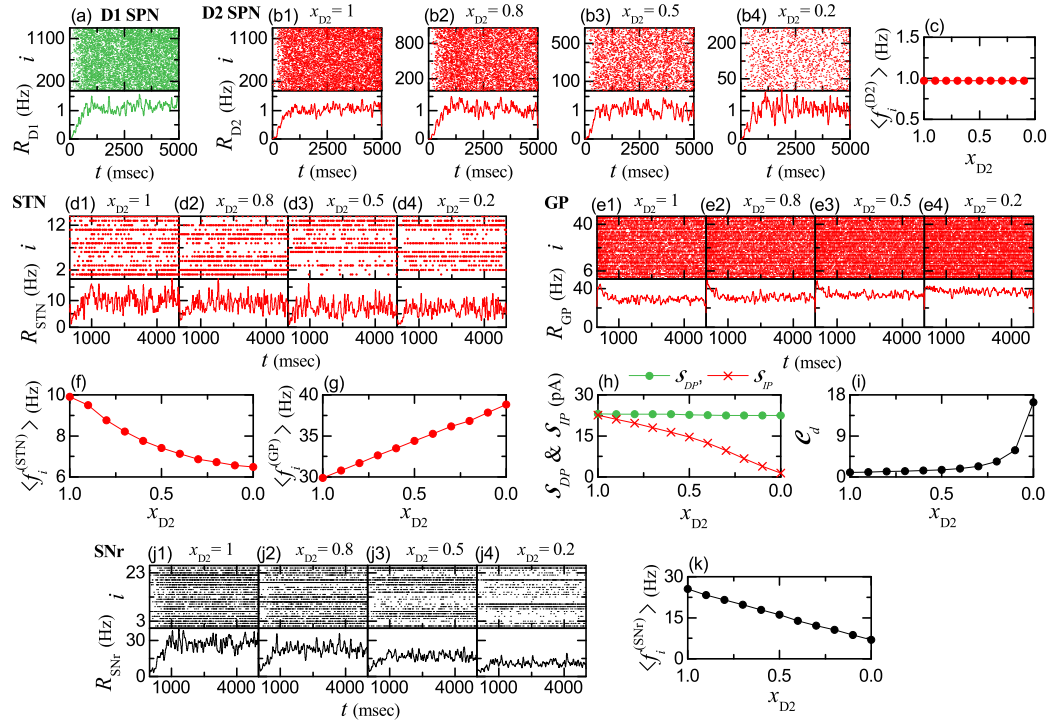 (a) D1 SPN D2 SPN (b1) x_D2 = 1 (b2) x_D2 = 0.8 (b3) x_D2 = 0.5 (b4) x_D2 = 0.2 (c)
1100 200 i
1100 200 i
800 200
500 100
200 50
R_D1 (Hz) 1 0
R_D2 (Hz) 1 0
1 1 1
0 2500 5000 0 2500 5000 0 2500 5000 0 2500 5000 0 2500 5000
t (msec) t (msec) t (msec) t (msec) t (msec)
<f_i^(D2)> (Hz) 1.5 1.0 0.5
1.0 0.5 0.0
x_D2
STN (d1) x_D2 = 1 (d2) x_D2 = 0.8 (d3) x_D2 = 0.5 (d4) x_D2 = 0.2
12 2 i
R_STN (Hz) 10 0
1000 4000 1000 4000 1000 4000 1000 4000
t (msec)
GP (e1) x_D2 = 1 (e2) x_D2 = 0.8 (e3) x_D2 = 0.5 (e4) x_D2 = 0.2
40 6 i
R_GP (Hz) 40 20 0
1000 4000 1000 4000 1000 4000 1000 4000
t (msec)
(f)
<f_i^(STN)> (Hz) 10 8 6
1.0 0.5 0.0
x_D2
(g)
<f_i^(GP)> (Hz) 40 35 30
1.0 0.5 0.0
x_D2
(h) S_DP, S_IP
S_DP & S_IP (pA) 30 15 0
1.0 0.5 0.0
x_D2
(i)
C_d 18 9 0
1.0 0.5 0.0
x_D2
SNr (j1) x_D2 = 1 (j2) x_D2 = 0.8 (j3) x_D2 = 0.5 (j4) x_D2 = 0.2
23 3 i
R_SNr (Hz) 30 0
1000 4000 1000 4000 1000 4000 1000 4000
t (msec)
(k)
<f_i^(SNr)> (Hz) 30 15 0
1.0 0.5 0.0
x_D2